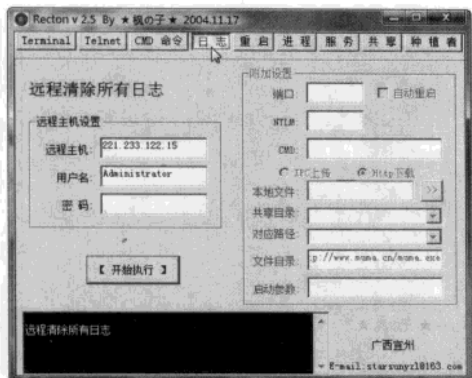 Recton v 2.5 By ★枫の子★ 2004.11.17
Terminal Telnet CMD 命令 日 志 重 启 进 程 服 务 共 享 种 植 者
远程清除所有日志
远程主机设置
远程主机: 221.233.122.15
用户名: Administrator
密 码:
【 开始执行 】
附加设置
端口: 自动重启
NTLM:
CMD:
IPC上传 Http下载
本地文件: >>
共享目录:
对应路径:
文件目录: p://www.muma.cn/muma.exe
启动参数:
远程清除所有日志
广西宜州
E-mail:starsunyzl@163.com